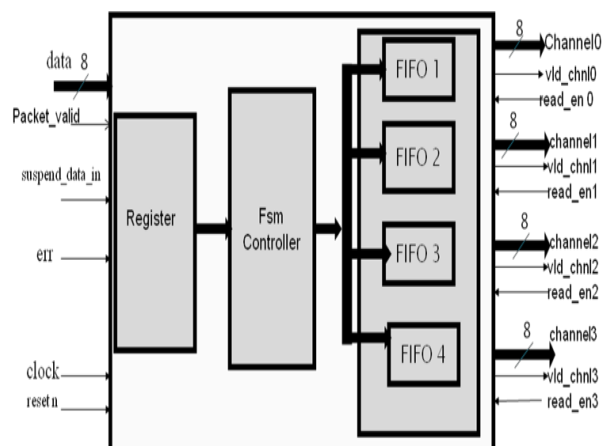 data 8
Packet_valid
suspend_data_in
err
clock
resetn
Register
Fsm
Controller
FIFO 1
FIFO 2
FIFO 3
FIFO 4
8
Channel0
vld_chnl0
read_en 0
8
channel1
vld_chnl1
read_en1
8
channel2
vld_chnl2
read_en2
8
channel3
vld_chnl3
read_en3